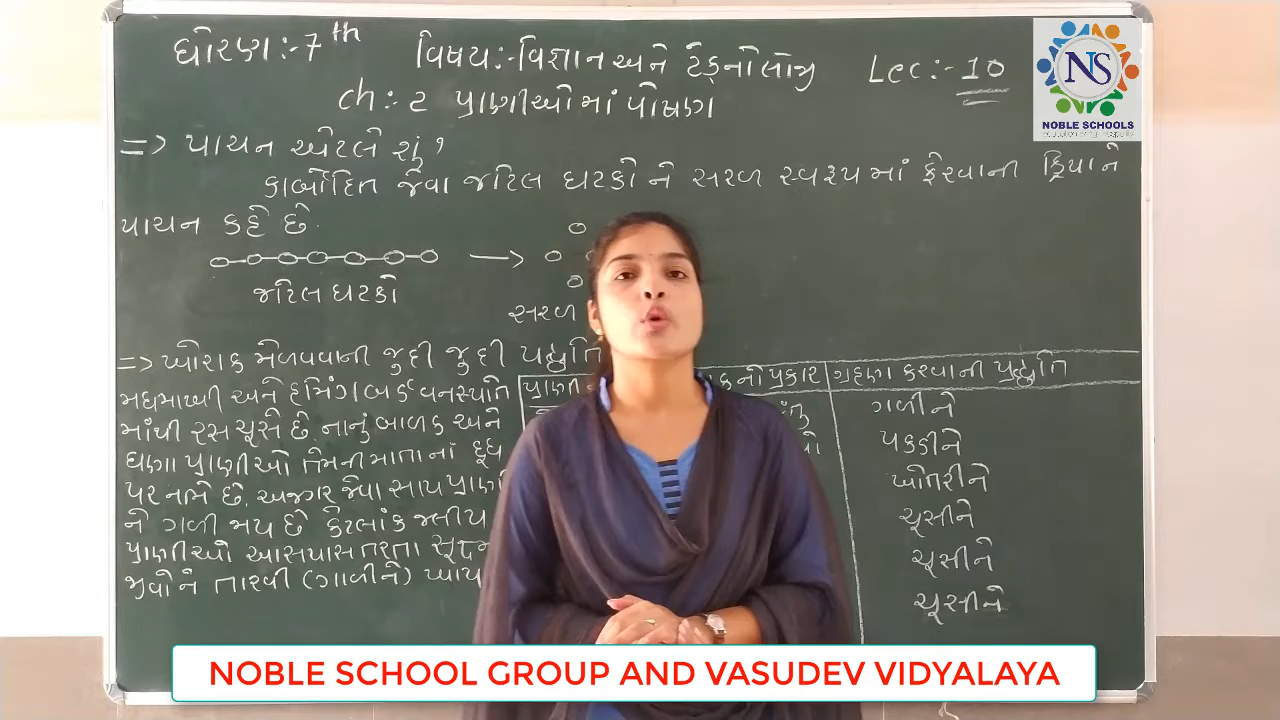 ધોરણ:-7th વિષય:-વિજ્ઞાન અને ટેક્નોલોજી Lec:-10
ch:- 2 પ્રાણીઓમાં પોષણ
NS
NOBLE SCHOOLS
=> પાચન એટલે શું?
કાર્બોદિત જેવા જટિલ ઘટકો ને સરળ સ્વરૂપ માં ફેરવાની ક્રિયાને
પાચન કહે છે.
જટિલ ઘટકો
સરળ
=> ખોરાક મેળવવાની જુદી જુદી પદ્ધતિ
મધમાખી અને હમિંગબર્ડ વનસ્પતિ
માંથી રસ ચૂસે છે. નાનું બાળક અને
ઘણા પ્રાણીઓ તેમની માતાનાં દૂધ
પર નભે છે. અજગર જેવા સાપ પ્રાણી
ને ગળી જાય છે કેટલાંક જલીય
પ્રાણીઓ આસપાસ તરતા
જીવોને તારવી (ગાળીને) ખાય
પ્રાણી
નો પ્રકાર ગ્રહણ કરવાની પદ્ધતિ
ગળીને
પકડીને
ખોતરીને
ચૂસીને
ચૂસીને
ચૂસીને
NOBLE SCHOOL GROUP AND VASUDEV VIDYALAYA